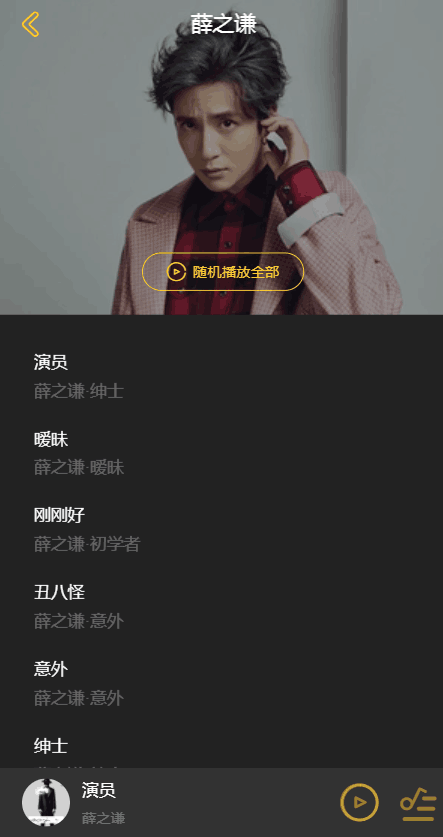 薛之谦
随机播放全部
演员
薛之谦·绅士
暧昧
薛之谦·暧昧
刚刚好
薛之谦·初学者
丑八怪
薛之谦·意外
意外
薛之谦·意外
绅士
演员
薛之谦